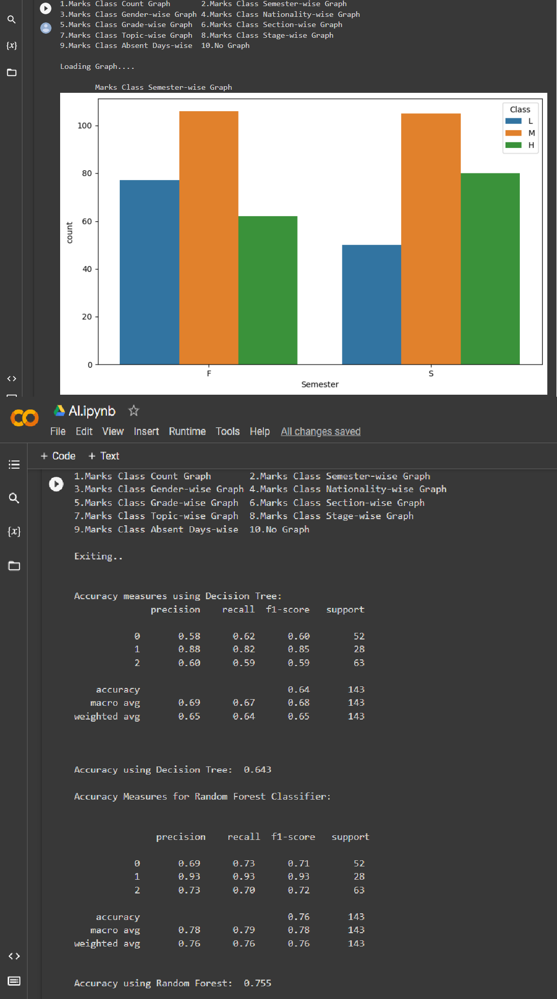 1.Marks Class Count Graph 2.Marks Class Semester-wise Graph
3.Marks Class Gender-wise Graph 4.Marks Class Nationality-wise Graph
5.Marks Class Grade-wise Graph 6.Marks Class Section-wise Graph
7.Marks Class Topic-wise Graph 8.Marks Class Stage-wise Graph
9.Marks Class Absent Days-wise 10.No Graph
{x}
Loading Graph....
Marks Class Semester-wise Graph
Class
L
M
H
100
80
60
40
20
0
count
F S
Semester
AI.ipynb
File Edit View Insert Runtime Tools Help All changes saved
+ Code + Text
1.Marks Class Count Graph 2.Marks Class Semester-wise Graph
3.Marks Class Gender-wise Graph 4.Marks Class Nationality-wise Graph
5.Marks Class Grade-wise Graph 6.Marks Class Section-wise Graph
7.Marks Class Topic-wise Graph 8.Marks Class Stage-wise Graph
9.Marks Class Absent Days-wise 10.No Graph
{x}
Exiting..
Accuracy measures using Decision Tree:
precision recall f1-score support
0 0.58 0.62 0.60 52
1 0.88 0.82 0.85 28
2 0.60 0.59 0.59 63
accuracy 0.64 143
macro avg 0.69 0.67 0.68 143
weighted avg 0.65 0.64 0.65 143
Accuracy using Decision Tree: 0.643
Accuracy Measures for Random Forest Classifier:
precision recall f1-score support
0 0.69 0.73 0.71 52
1 0.93 0.93 0.93 28
2 0.73 0.70 0.72 63
accuracy 0.76 143
macro avg 0.78 0.79 0.78 143
weighted avg 0.76 0.76 0.76 143
Accuracy using Random Forest: 0.755